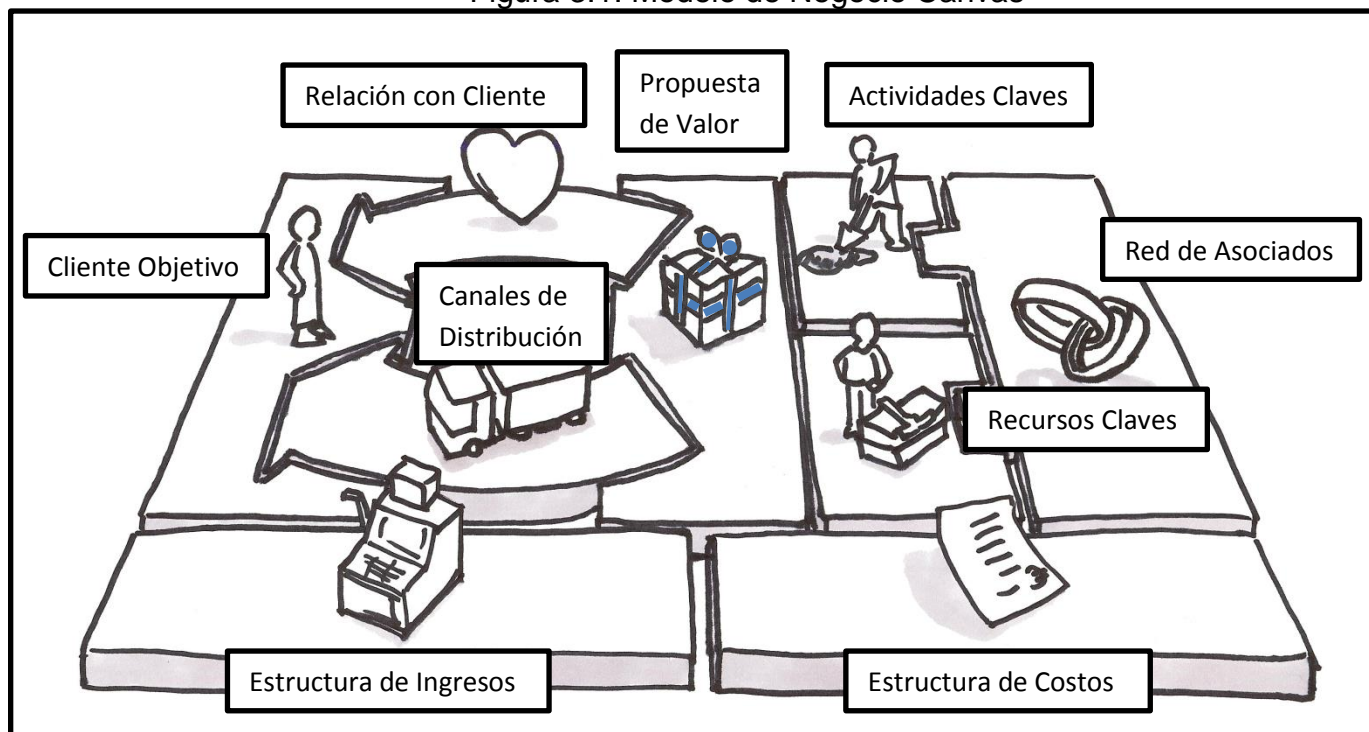 Figura
Modelo de Negocio Canvas
Relación con Cliente
Propuesta
de Valor
Actividades Claves
Cliente Objetivo
Red de Asociados
Canales de
Distribución
Recursos Claves
Estructura de Ingresos
Estructura de Costos